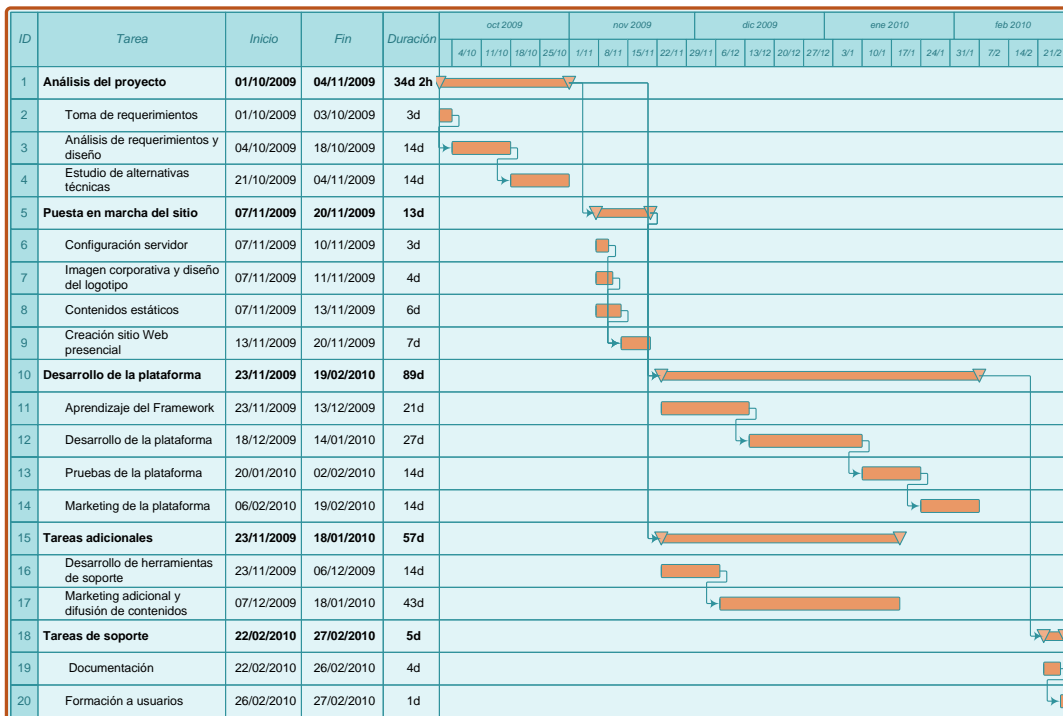 ID Tarea Inicio Fin Duración oct 2009 nov 2009 dic 2009 ene 2010 feb 2010
4/10 11/10 18/10 25/10 1/11 8/11 15/11 22/11 29/11 6/12 13/12 20/12 27/12 3/1 10/1 17/1 24/1 31/1 7/2 14/2 21/2
1 Análisis del proyecto 01/10/2009 04/11/2009 34d 2h
2 Toma de requerimientos 01/10/2009 03/10/2009 3d
3 Análisis de requerimientos y
diseño 04/10/2009 18/10/2009 14d
4 Estudio de alternativas
técnicas 21/10/2009 04/11/2009 14d
5 Puesta en marcha del sitio 07/11/2009 20/11/2009 13d
6 Configuración servidor 07/11/2009 10/11/2009 3d
7 Imagen corporativa y diseño
del logotipo 07/11/2009 11/11/2009 4d
8 Contenidos estáticos 07/11/2009 13/11/2009 6d
9 Creación sitio Web
presencial 13/11/2009 20/11/2009 7d
10 Desarrollo de la plataforma 23/11/2009 19/02/2010 89d
11 Aprendizaje del Framework 23/11/2009 13/12/2009 21d
12 Desarrollo de la plataforma 18/12/2009 14/01/2010 27d
13 Pruebas de la plataforma 20/01/2010 02/02/2010 14d
14 Marketing de la plataforma 06/02/2010 19/02/2010 14d
15 Tareas adicionales 23/11/2009 18/01/2010 57d
16 Desarrollo de herramientas
de soporte 23/11/2009 06/12/2009 14d
17 Marketing adicional y
difusión de contenidos 07/12/2009 18/01/2010 43d
18 Tareas de soporte 22/02/2010 27/02/2010 5d
19 Documentación 22/02/2010 26/02/2010 4d
20 Formación a usuarios 26/02/2010 27/02/2010 1d